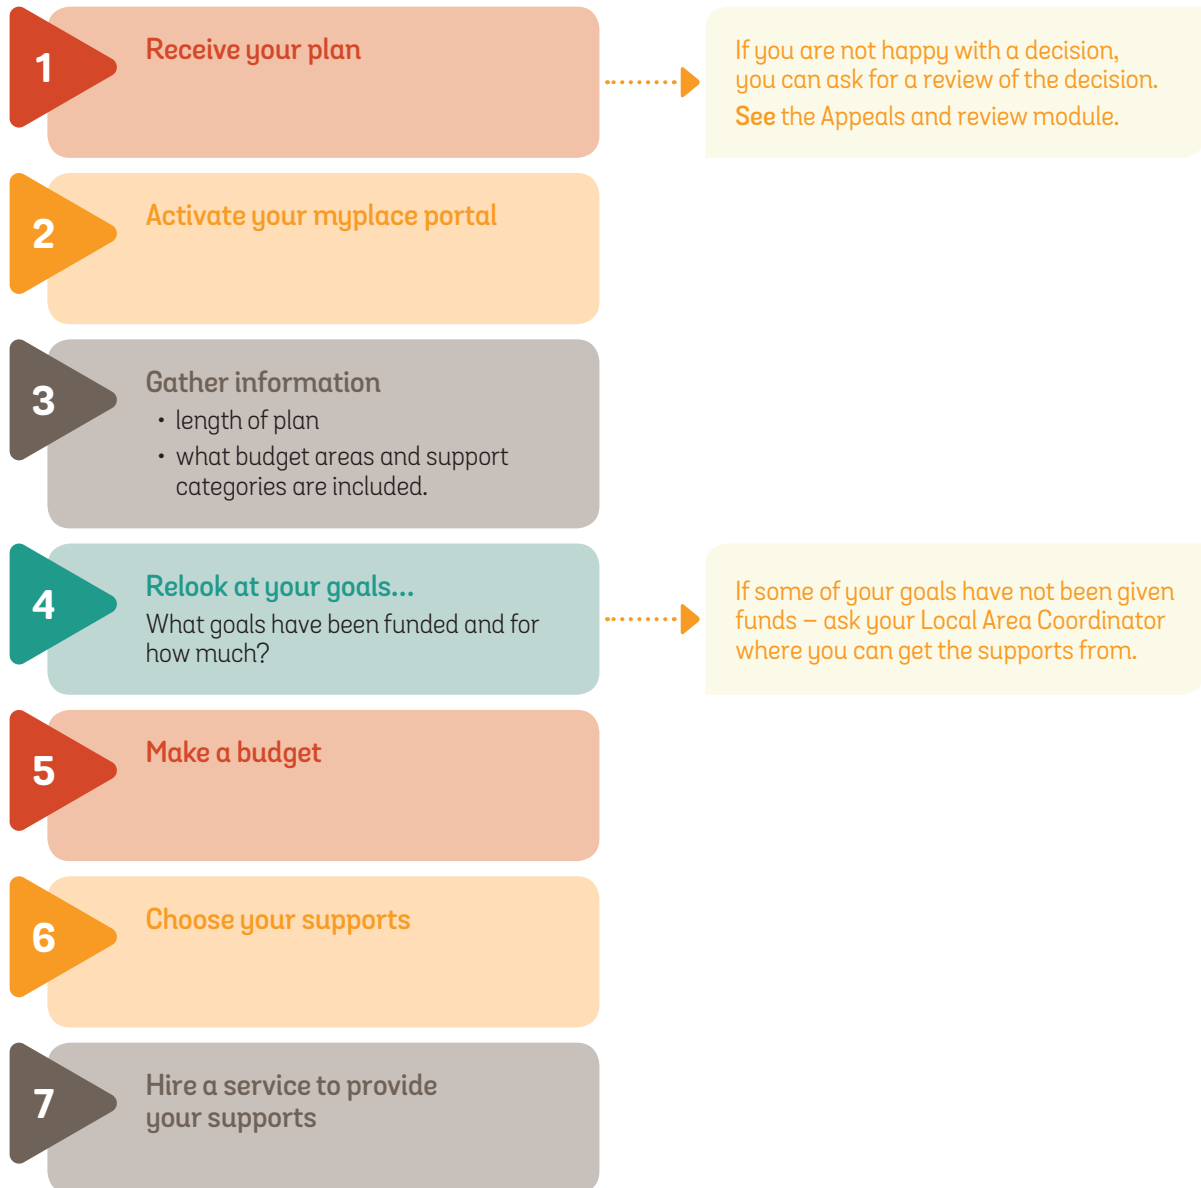 1
Receive your plan
If you are not happy with a decision,
you can ask for a review of the decision.
See the Appeals and review module.
2
Activate your myplace portal
3
Gather information
• length of plan
• what budget areas and support
categories are included.
4
Relook at your goals...
What goals have been funded and for
how much?
If some of your goals have not been given
funds – ask your Local Area Coordinator
where you can get the supports from.
5
Make a budget
6
Choose your supports
7
Hire a service to provide
your supports